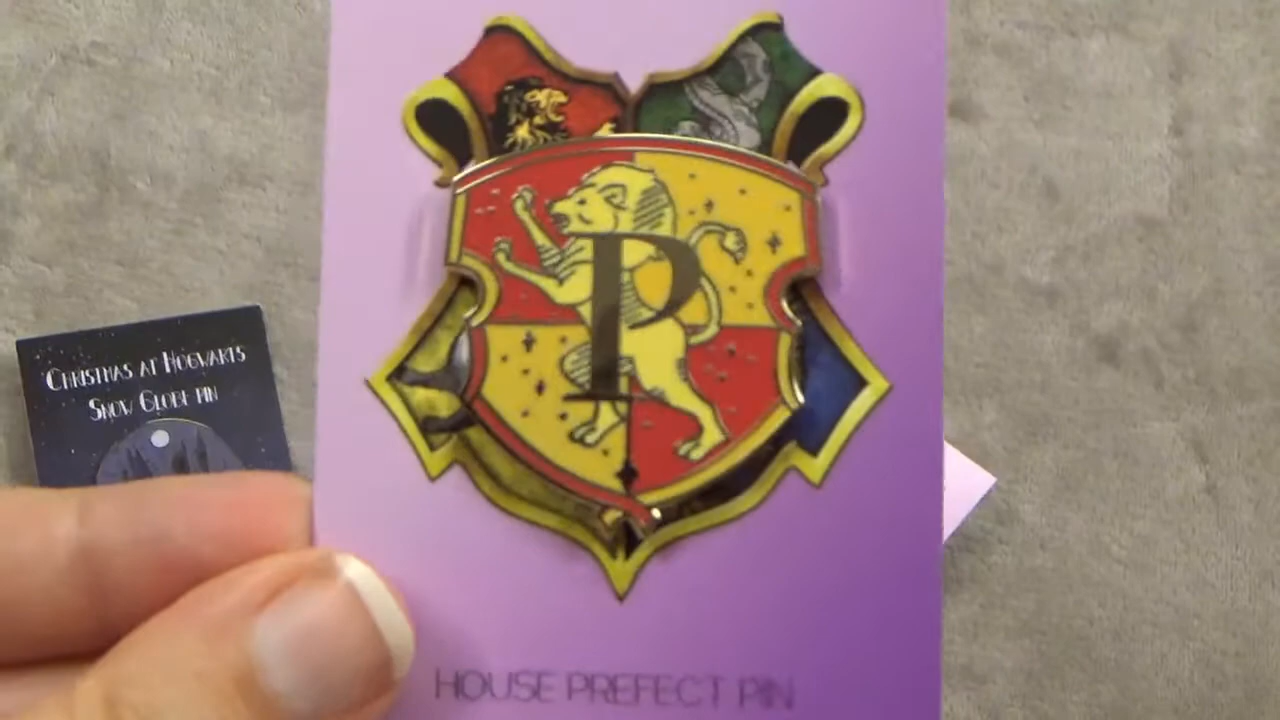 CHRISTMAS AT HOGWARTS
SNOW GLOBE PIN
P
HOUSE PREFECT PIN